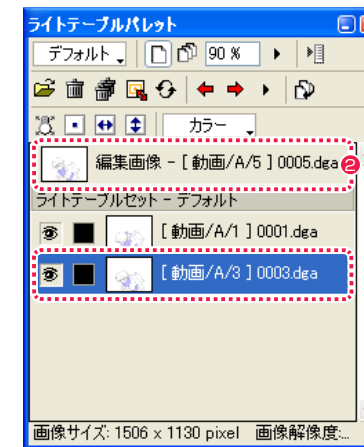 ライトテーブルパレット
デフォルト 90 %
カラー
編集画像 - [ 動画/A/5 ] 0005.dga 2
ライトテーブルセット - デフォルト
[ 動画/A/1 ] 0001.dga
[ 動画/A/3 ] 0003.dga
画像サイズ: 1506 x 1130 pixel 画像解像度:...